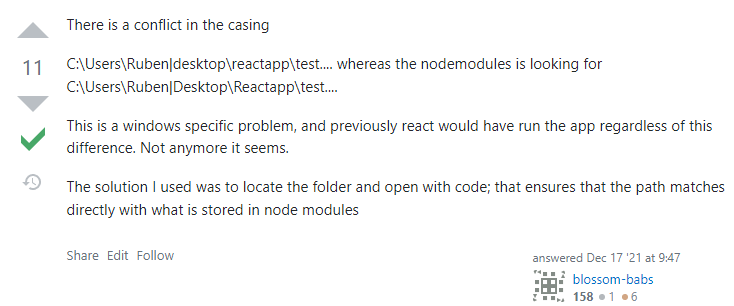 There is a conflict in the casing
11
C:\Users\Ruben|desktop\reactapp\test.... whereas the nodemodules is looking for
C:\Users\Ruben|Desktop\Reactapp\test....
This is a windows specific problem, and previously react would have run the app regardless of this
difference. Not anymore it seems.
The solution I used was to locate the folder and open with code; that ensures that the path matches
directly with what is stored in node modules
Share Edit Follow
answered Dec 17 '21 at 9:47
blossom-babs
158 1 6